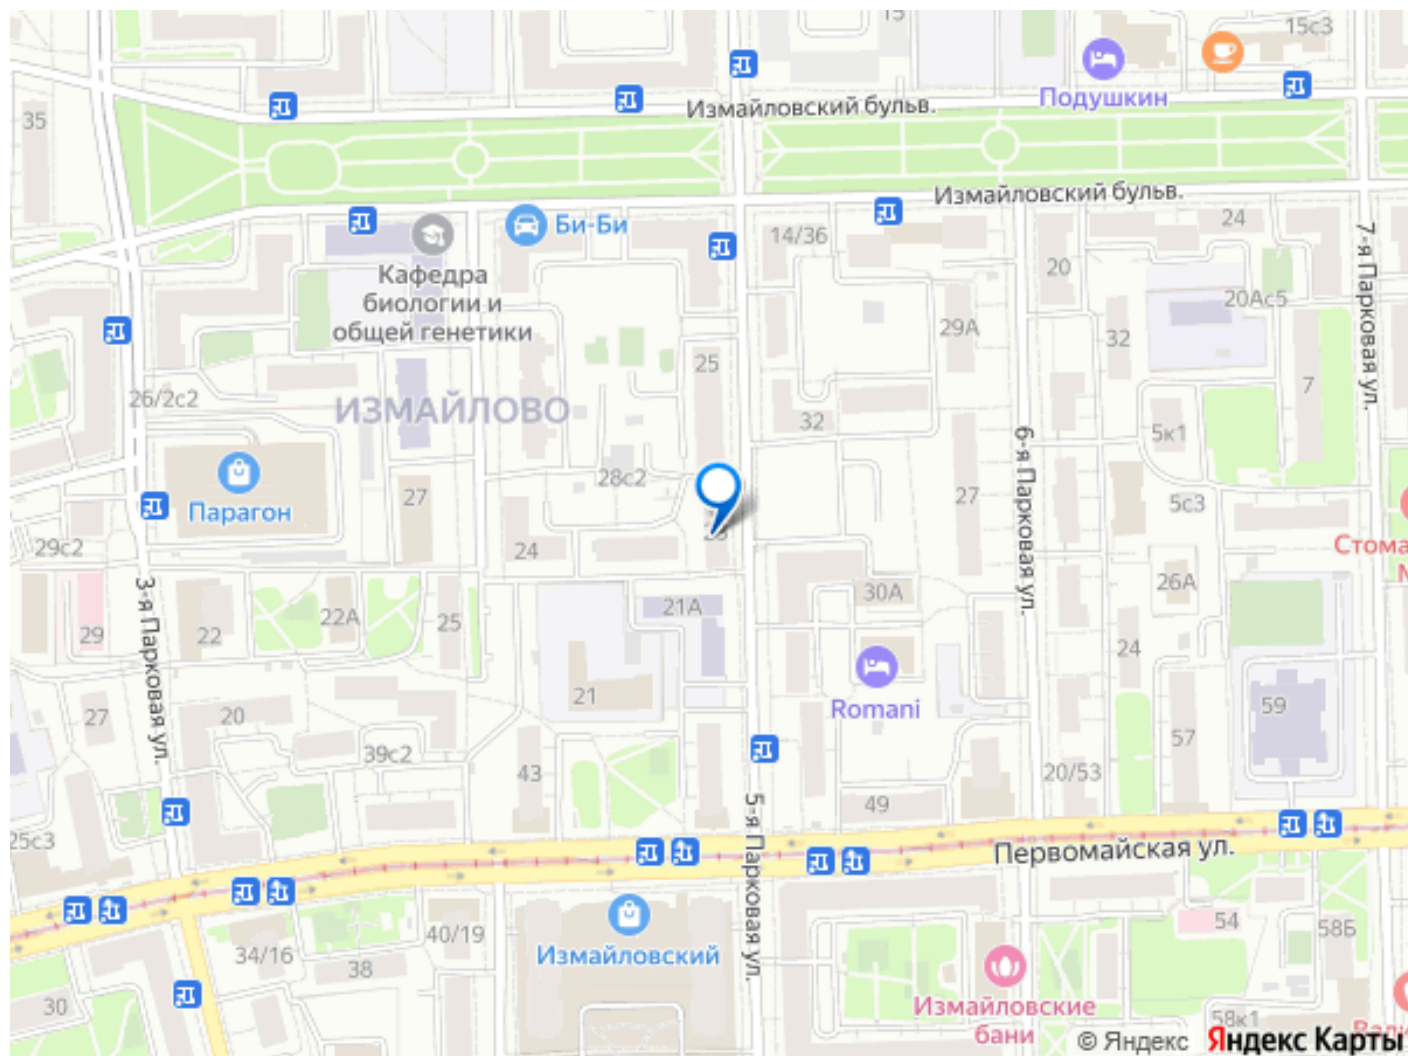 15
15с3
Подушкин
Измайловский бульв.
35
Измайловский бульв.
24
Би-Би
14/36
7-я Парковая ул.
Кафедра
биологии и
общей генетики
20
20Ас5
29А
32
25
26/2с2
ИЗМАЙЛОВО
7
32
5к1
6-я Парковая ул.
28с2
27
27
5с3
Парагон
29с2
24
Стома
26А
3-я Парковая ул.
30А
21А
29
22
22А
25
24
21
Romani
59
27
20
57
39с2
43
20/53
5-я Парковая ул.
49
25с3
Первомайская ул.
54
58Б
40/19
34/16
38
Измайловский
30
Измайловские
бани
58к1
© Яндекс Яндекс Карты